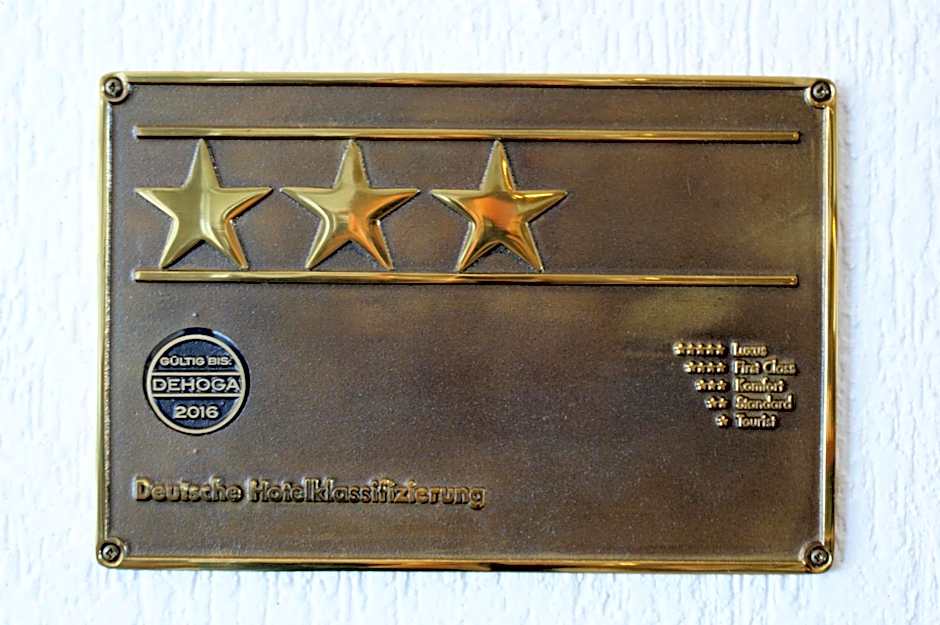 GÜLTIG BIS:
DEHOGA
2016
Luxus
First Class
Komfort
Standard
Tourist
Deutsche Hotelklassifizierung